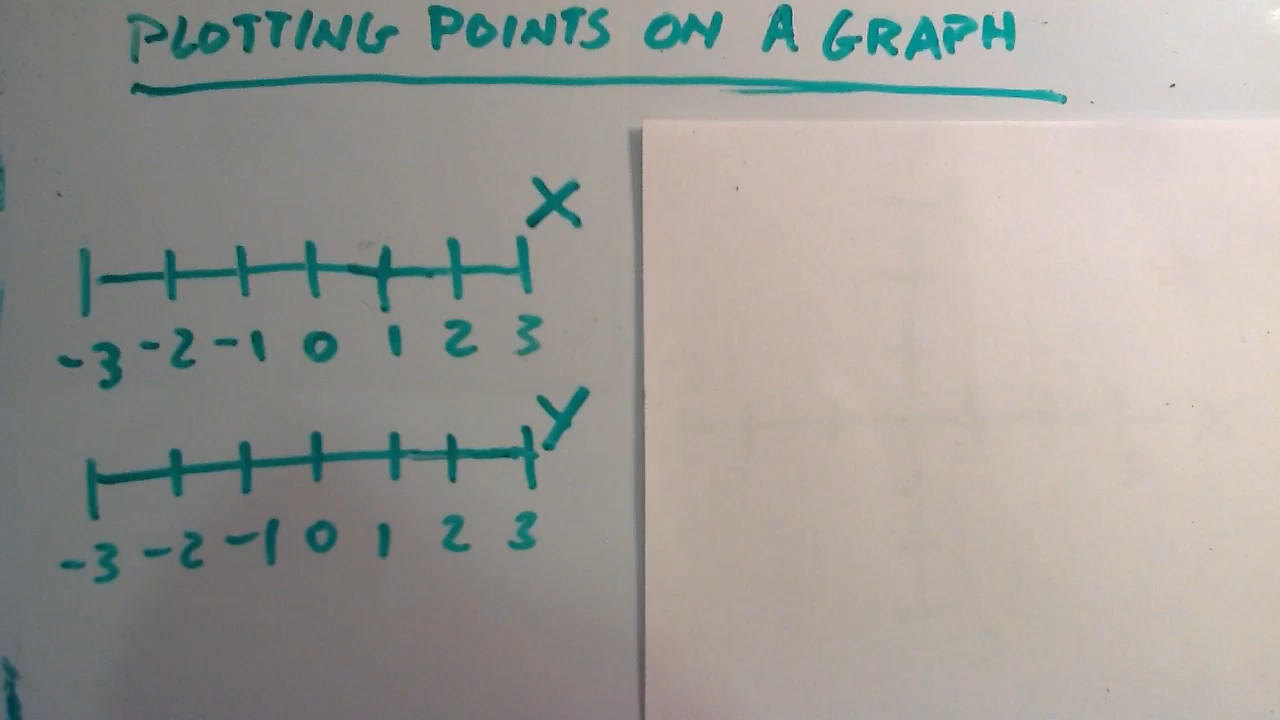 PLOTTING POINTS ON A GRAPH
X
-3 -2 -1 0 1 2 3
Y
-3 -2 -1 0 1 2 3